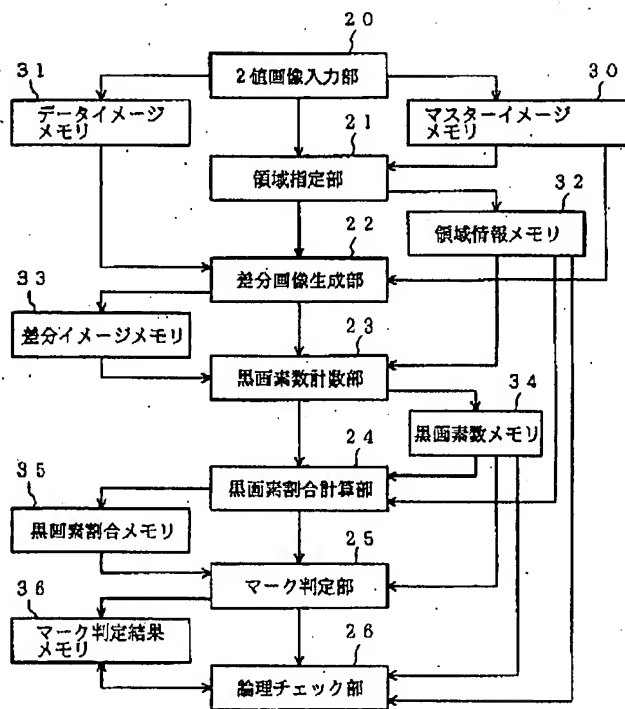 20
2値画像入力部
31
データイメージ
メモリ
30
マスターイメージ
メモリ
21
領域指定部
32
領域情報メモリ
22
差分画像生成部
33
差分イメージメモリ
23
黒画素数計数部
34
黒画素数メモリ
24
黒画素割合計算部
35
黒画素割合メモリ
25
マーク判定部
36
マーク判定結果
メモリ
26
論理チェック部